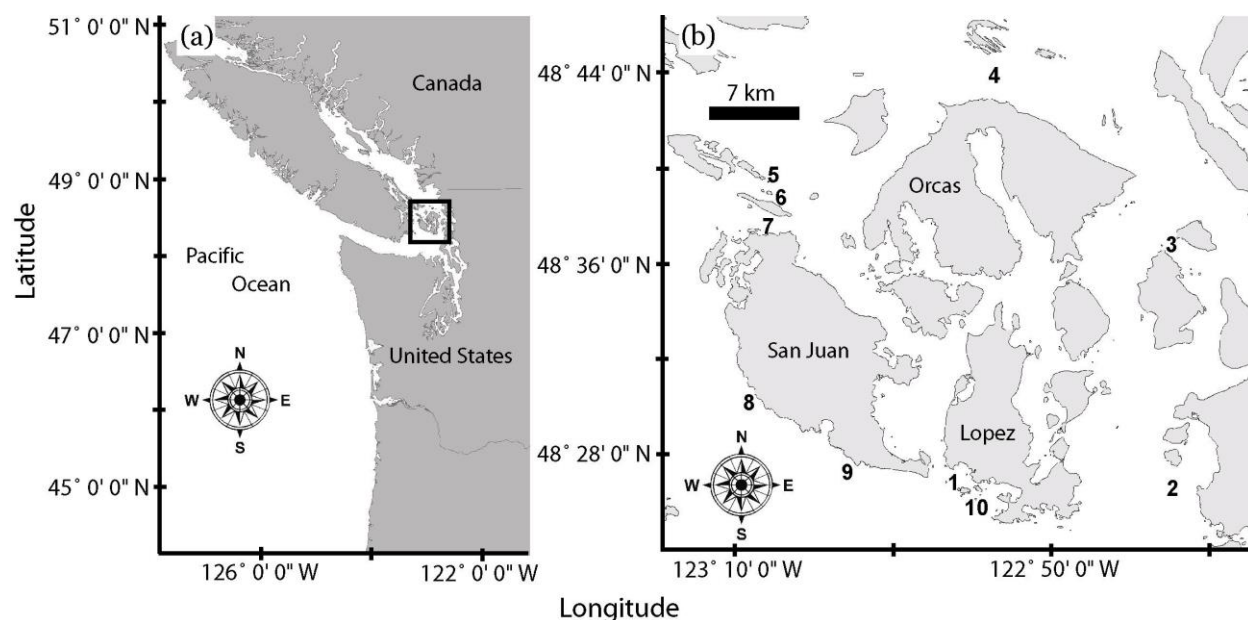 (a)
Canada
Pacific
Ocean
United States
N
W E
S
51° 0' 0" N
49° 0' 0" N
47° 0' 0" N
45° 0' 0" N
126° 0' 0" W
122° 0' 0" W
Latitude
(b)
7 km
4
5
6
7
Orcas
3
San Juan
8
Lopez
9
1
10
2
N
W E
S
48° 44' 0" N
48° 36' 0" N
48° 28' 0" N
123° 10' 0" W
122° 50' 0" W
Longitude